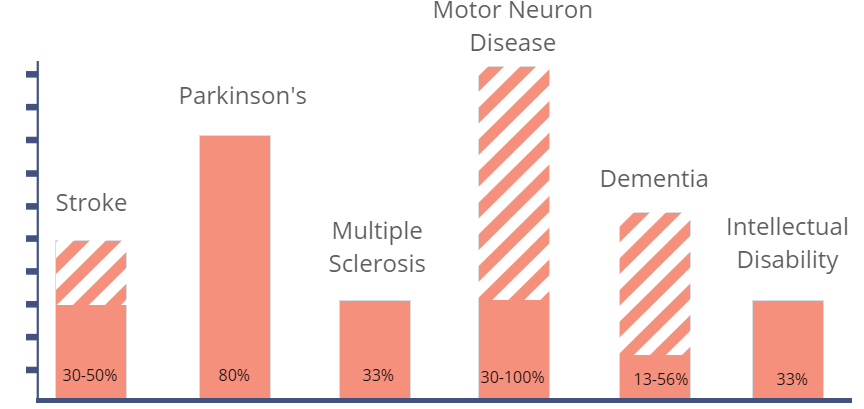 Stroke
30-50%
Parkinson's
80%
Multiple
Sclerosis
33%
Motor Neuron
Disease
30-100%
Dementia
13-56%
Intellectual
Disability
33%